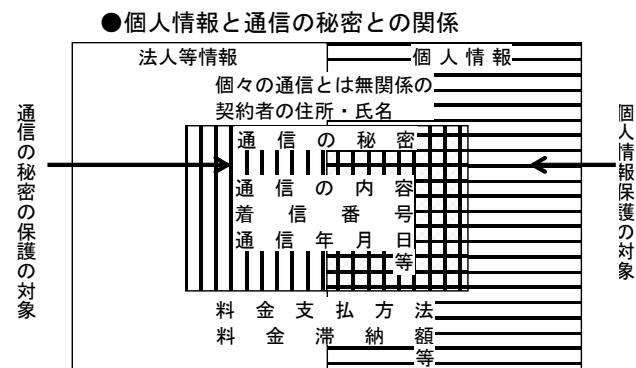 ●個人情報と通信の秘密との関係
法人等情報
個人情報
個々の通信とは無関係の
契約者の住所・氏名
通信の秘密の保護の対象
個人情報保護の対象
通信の秘密
通信の内容
着信番号
通信年月日
等
料金支払方法
料金滞納額
等